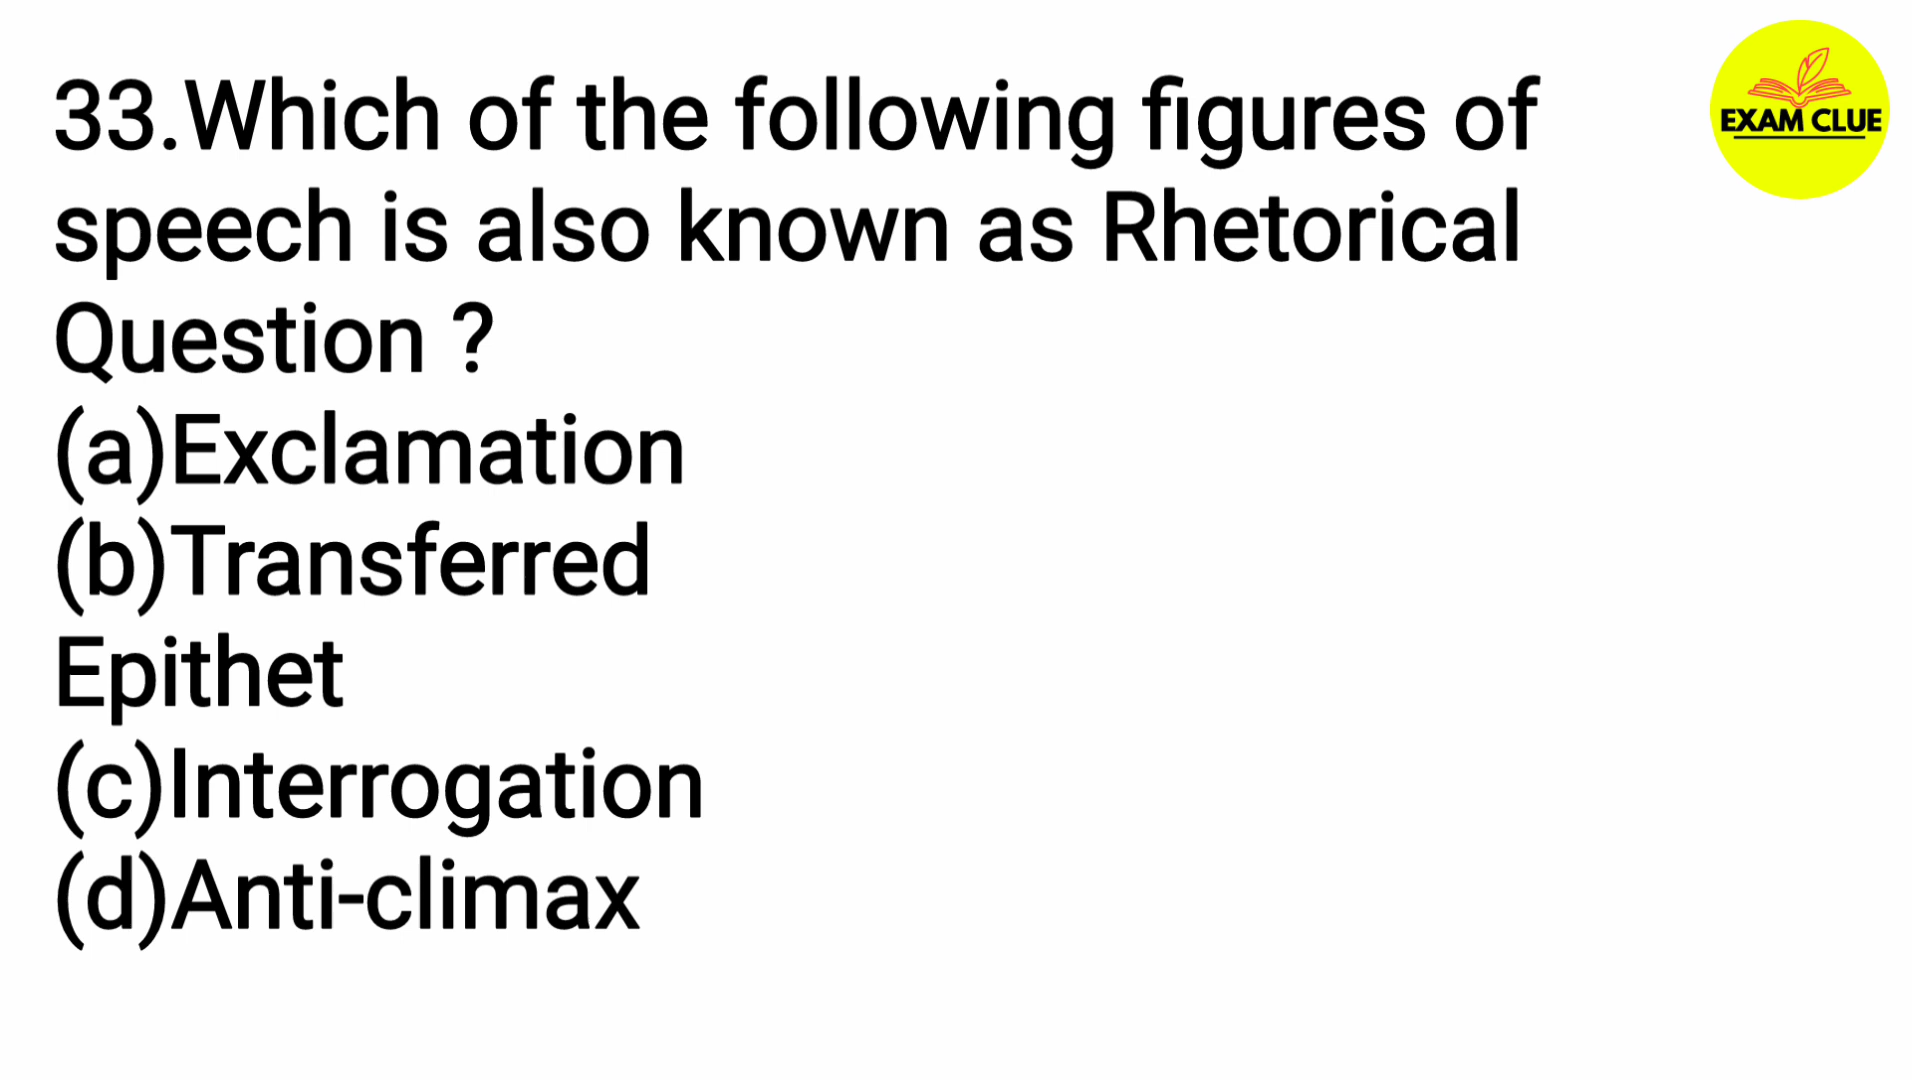 33.Which of the following figures of
speech is also known as Rhetorical
Question ?
(a)Exclamation
(b)Transferred
Epithet
(c)Interrogation
(d)Anti-climax
EXAM CLUE